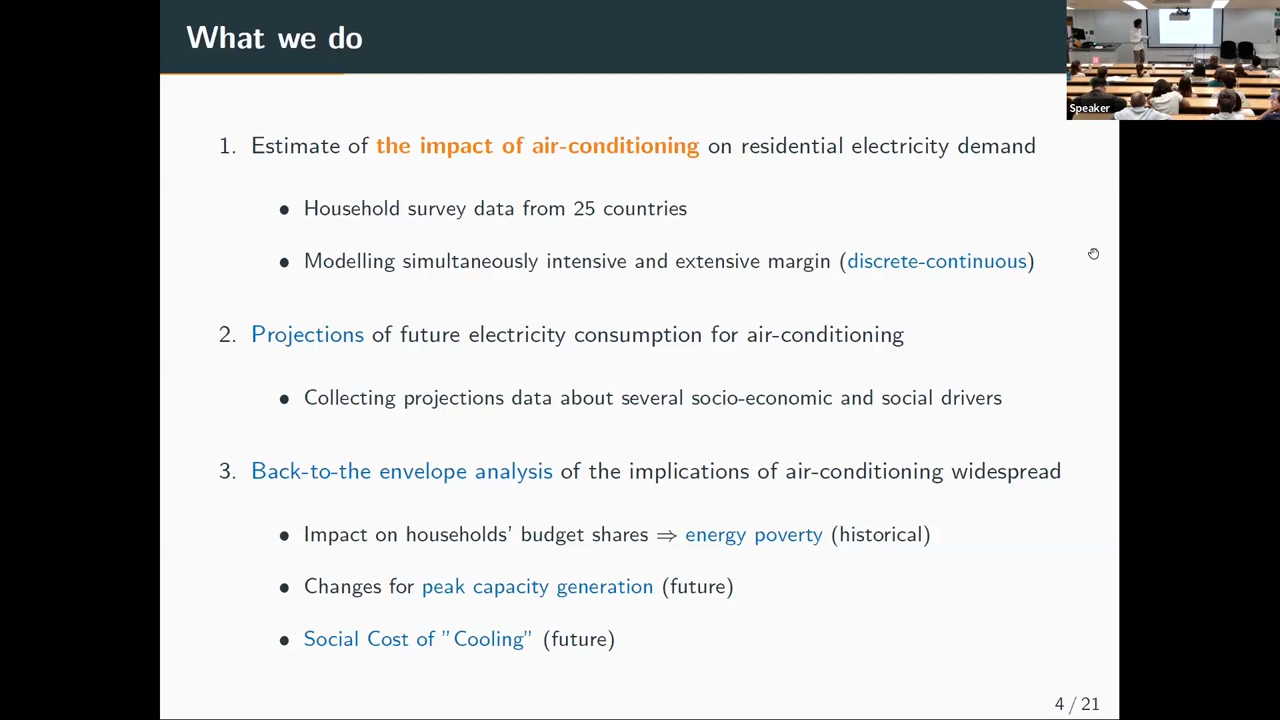 What we do
Speaker
1. Estimate of the impact of air-conditioning on residential electricity demand
• Household survey data from 25 countries
• Modelling simultaneously intensive and extensive margin (discrete-continuous)
2. Projections of future electricity consumption for air-conditioning
• Collecting projections data about several socio-economic and social drivers
3. Back-to-the envelope analysis of the implications of air-conditioning widespread
• Impact on households’ budget shares ⇒ energy poverty (historical)
• Changes for peak capacity generation (future)
• Social Cost of ”Cooling” (future)
4 / 21